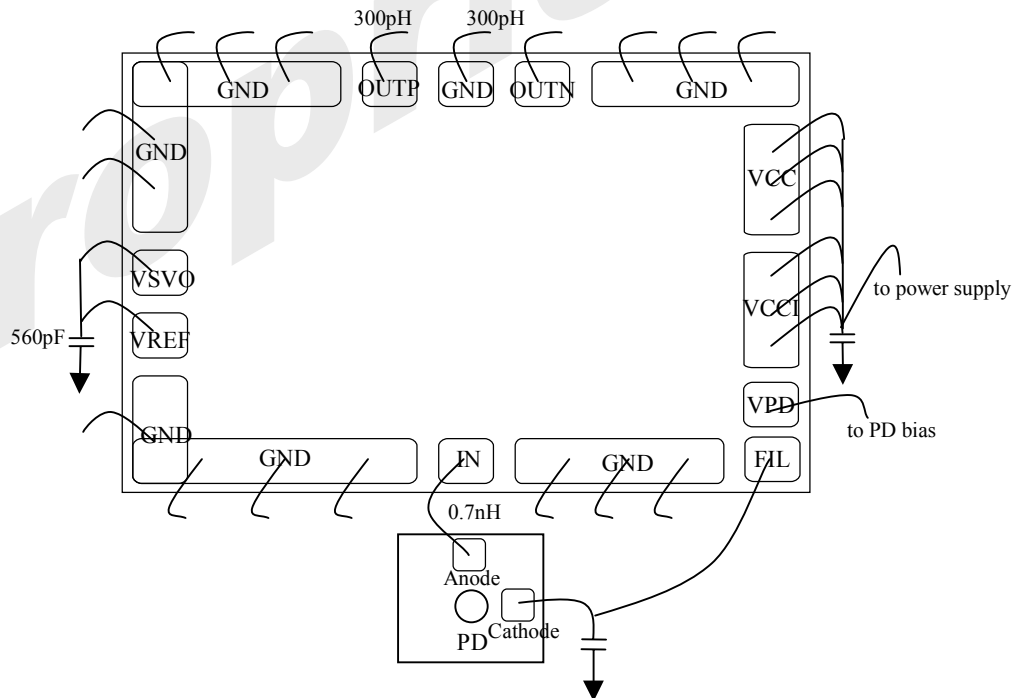 300pH 300pH
GND OUTP GND OUTN GND
GND
VCC
VSVO
VCCI
to power supply
560pF VREF
VPD
to PD bias
GND GND IN GND FIL
0.7nH
Anode
Cathode
PD